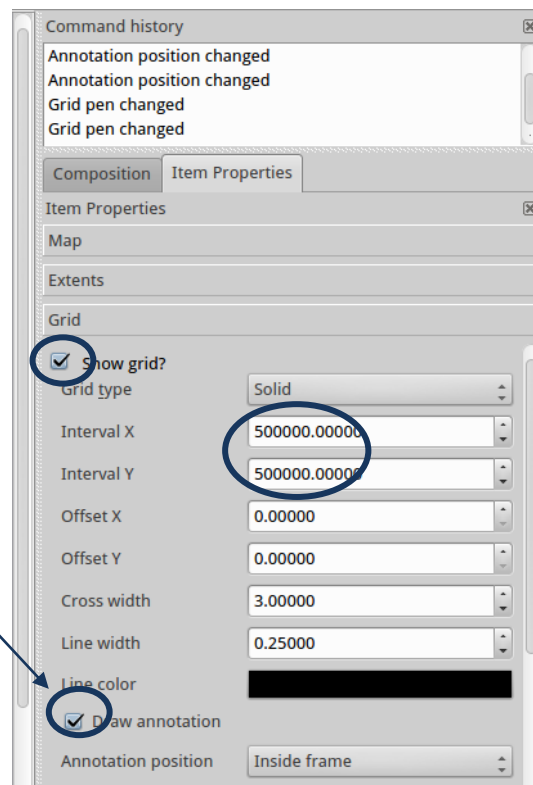 Command history
Annotation position changed
Annotation position changed
Grid pen changed
Grid pen changed
Composition Item Properties
Item Properties
Map
Extents
Grid
Show grid?
Grid type Solid
Interval X 500000.00000
Interval Y 500000.00000
Offset X 0.00000
Offset Y 0.00000
Cross width 3.00000
Line width 0.25000
Line color
Draw annotation
Annotation position Inside frame